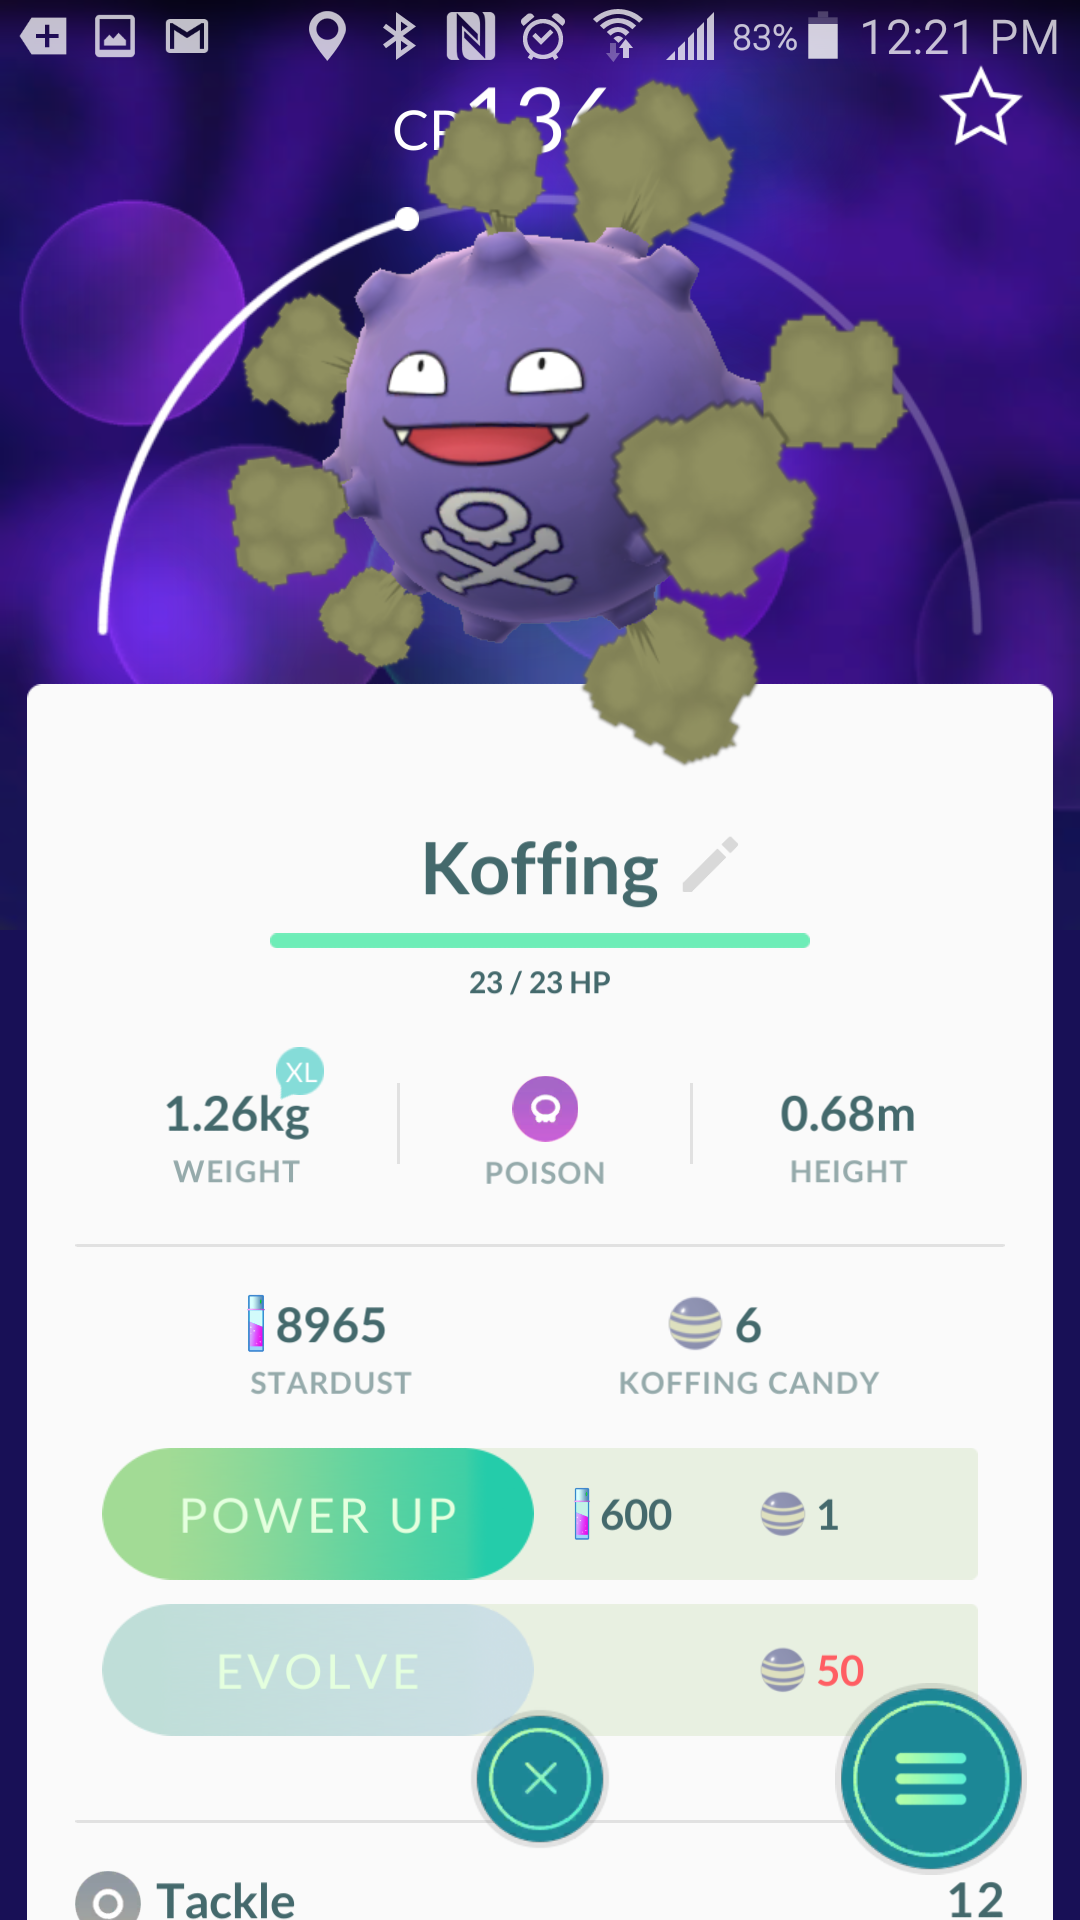 83% 12:21 PM
CP136
Koffing
23 / 23 HP
XL
1.26kg
WEIGHT
POISON
0.68m
HEIGHT
8965
STARDUST
6
KOFFING CANDY
POWER UP 600 1
EVOLVE 50
Tackle 12